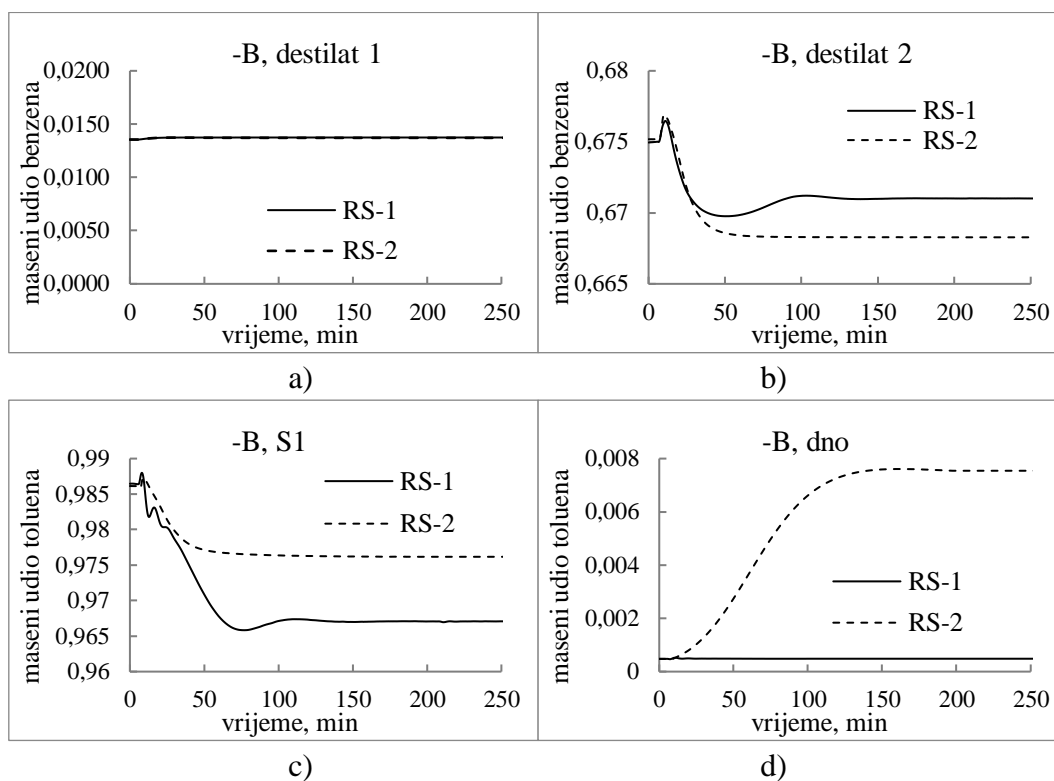 -B, destilat 1
maseni udio benzena
0,0200
0,0150
0,0100
0,0050
0,0000
RS-1
RS-2
0 50 100 150 200 250
vrijeme, min
a)
-B, destilat 2
maseni udio benzena
0,68
0,675
0,67
0,665
RS-1
RS-2
0 50 100 150 200 250
vrijeme, min
b)
-B, S1
maseni udio toluena
0,99
0,985
0,98
0,975
0,97
0,965
0,96
RS-1
RS-2
0 50 100 150 200 250
vrijeme, min
c)
-B, dno
maseni udio toluena
0,008
0,006
0,004
0,002
0
RS-1
RS-2
0 50 100 150 200 250
vrijeme, min
d)